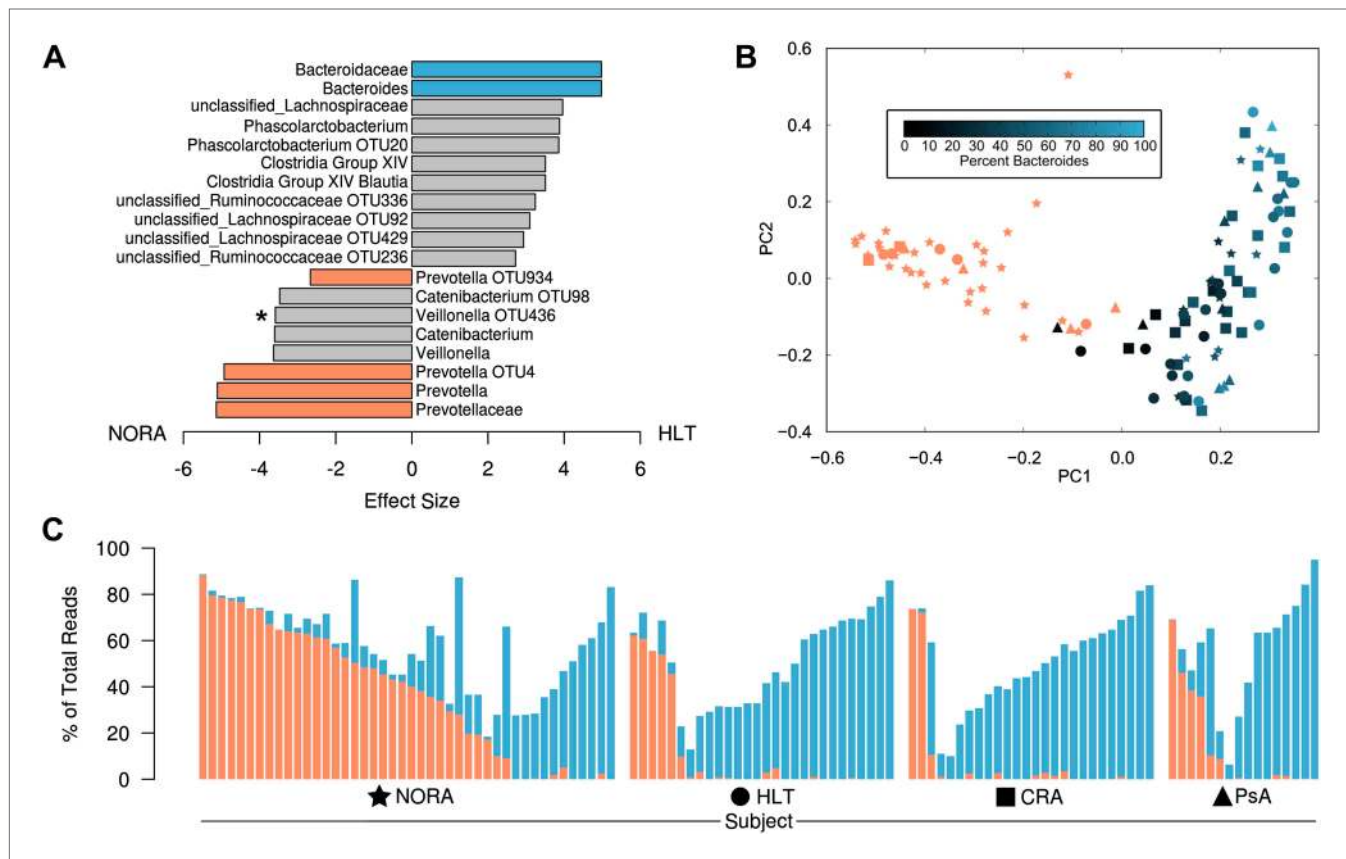 A
Bacteroidaceae
Bacteroides
unclassified_Lachnospiraceae
Phascolarctobacterium
Phascolarctobacterium OTU20
Clostridia Group XIV
Clostridia Group XIV Blautia
unclassified_Ruminococcaceae OTU336
unclassified_Lachnospiraceae OTU92
unclassified_Lachnospiraceae OTU429
unclassified_Ruminococcaceae OTU236
Prevotella OTU934
Catenibacterium OTU98
* Veillonella OTU436
Catenibacterium
Veillonella
Prevotella OTU4
Prevotella
Prevotellaceae
NORA HLT
-6 -4 -2 0 2 4 6
Effect Size
B
0.6
0.4
0.2
0.0
−0.2
−0.4
PC2
0 10 20 30 40 50 60 70 80 90 100
Percent Bacteroides
−0.6 −0.4 −0.2 0.0 0.2
PC1
C
100
80
60
40
20
0
% of Total Reads
NORA HLT CRA PsA
Subject